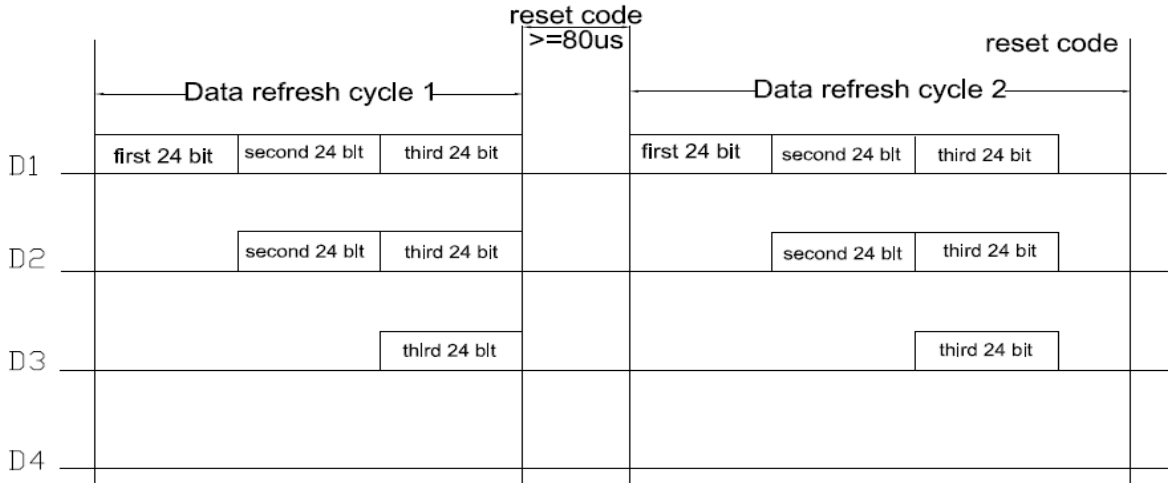 reset code
>=80us
reset code
Data refresh cycle 1
Data refresh cycle 2
D1
first 24 bit
second 24 blt
third 24 bit
first 24 bit
second 24 blt
third 24 bit
D2
second 24 blt
third 24 bit
second 24 blt
third 24 bit
D3
thlrd 24 blt
third 24 bit
D4